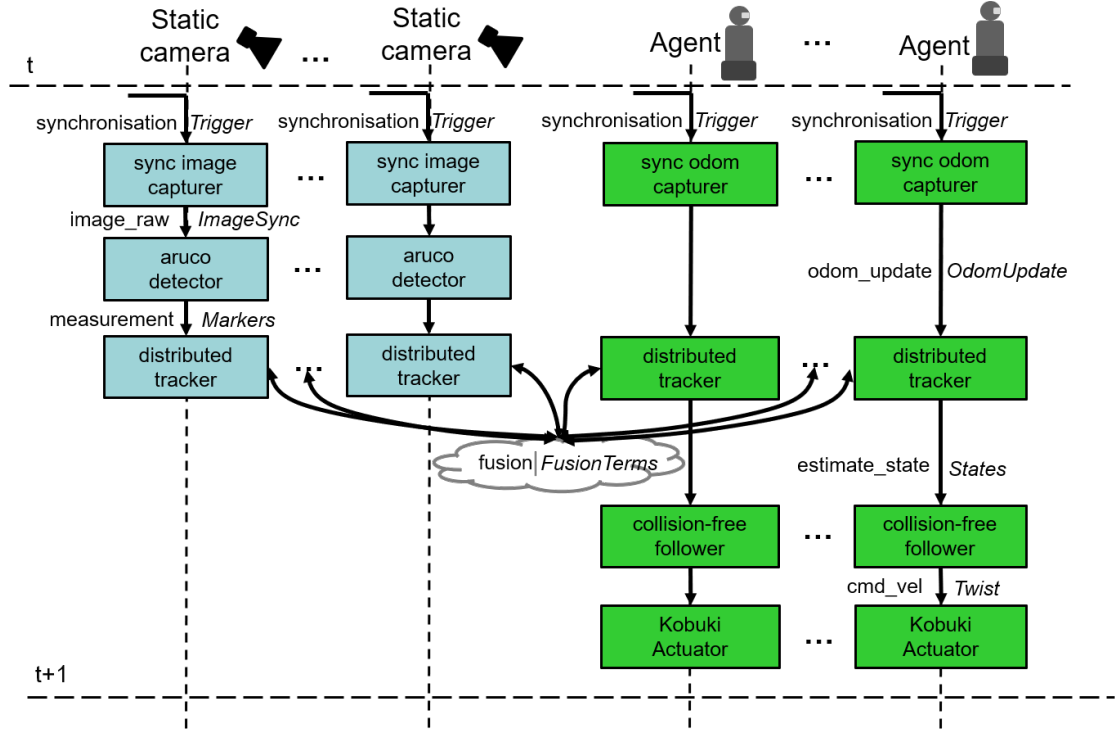 Static
camera
...
Static
camera
Agent
...
Agent
t
synchronisation Trigger
synchronisation Trigger
synchronisation Trigger
synchronisation Trigger
sync image
capturer
...
sync image
capturer
sync odom
capturer
...
sync odom
capturer
image_raw ImageSync
aruco
detector
...
aruco
detector
odom_update OdomUpdate
measurement Markers
distributed
tracker
...
distributed
tracker
distributed
tracker
...
distributed
tracker
fusion FusionTerms
estimate_state States
collision-free
follower
...
collision-free
follower
cmd_vel Twist
Kobuki
Actuator
...
Kobuki
Actuator
t+1